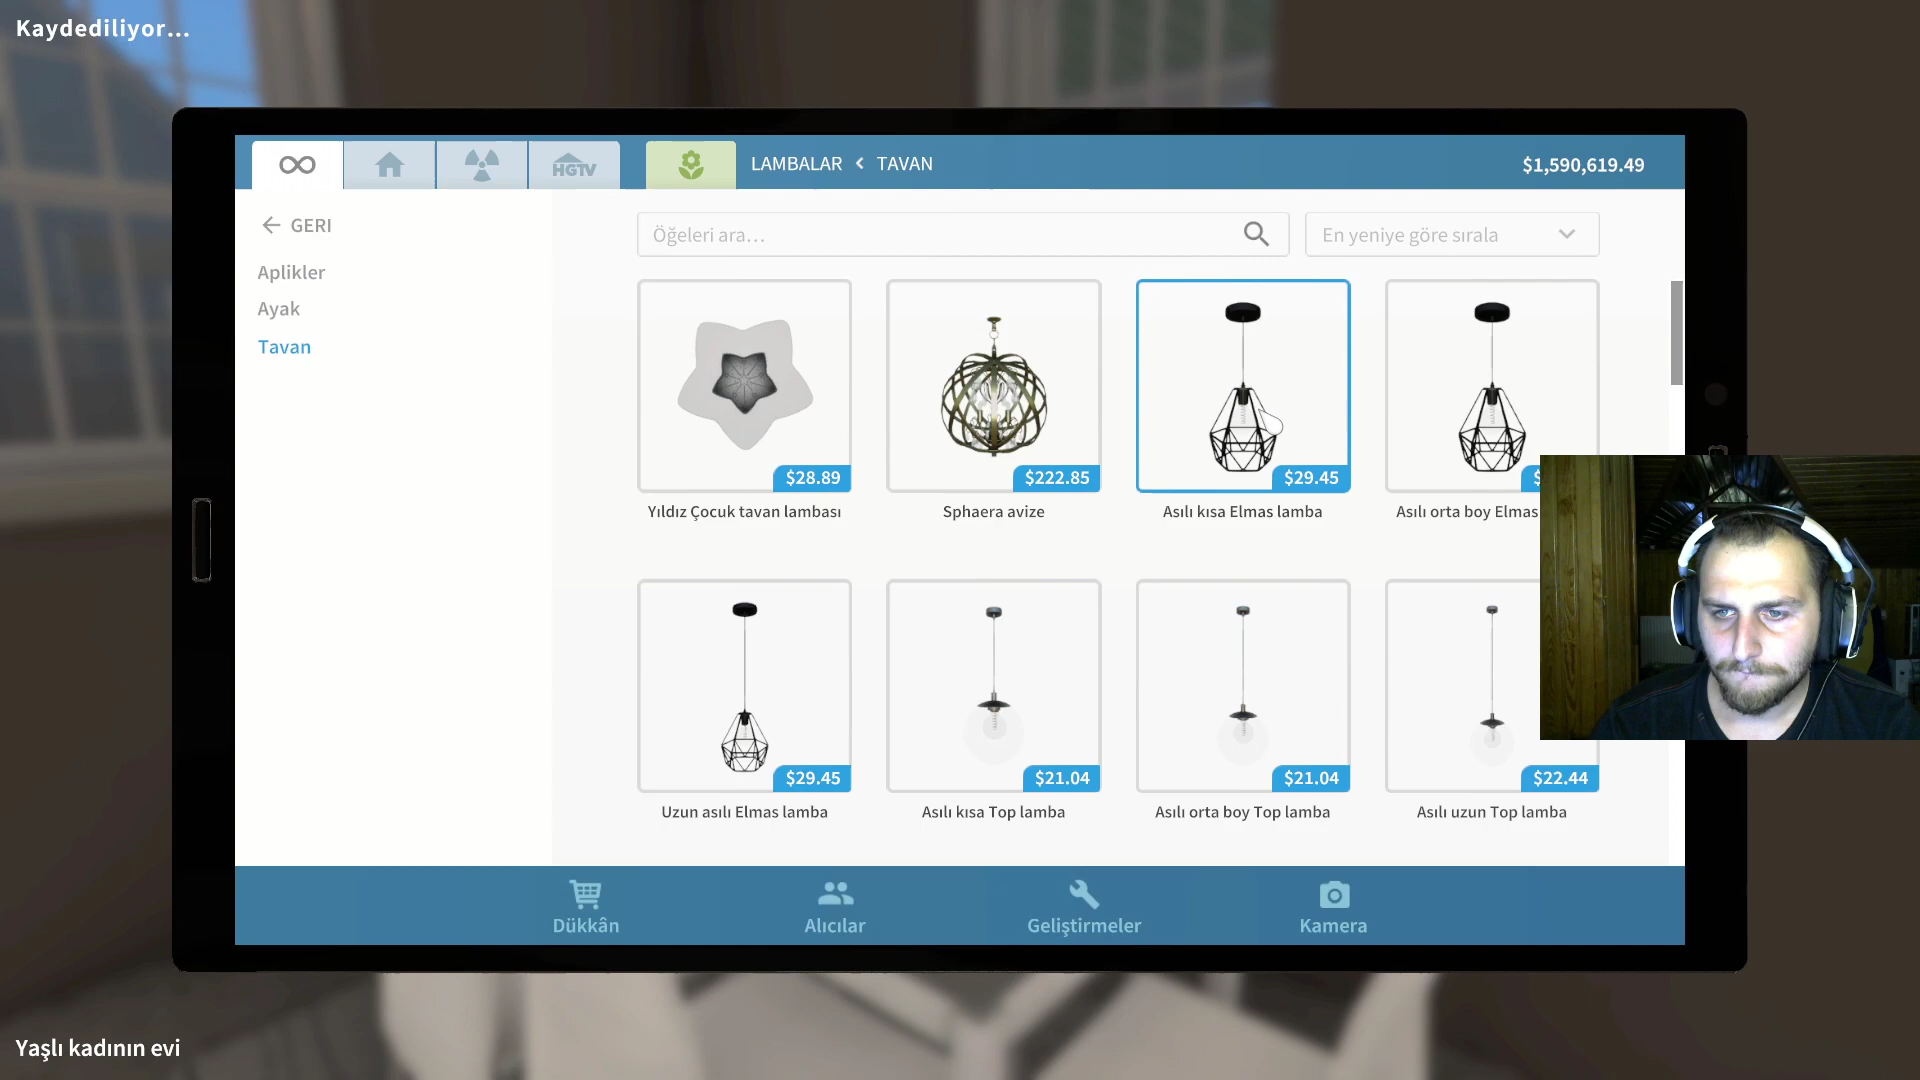 Kaydediliyor...
HGTV
LAMBALAR < TAVAN
$1,590,619.49
← GERI
Öğeleri ara...
En yeniye göre sırala
Aplikler
Ayak
Tavan
$28.89
$222.85
$29.45
Yıldız Çocuk tavan lambası
Sphaera avize
Asılı kısa Elmas lamba
Asılı orta boy Elmas
$29.45
$21.04
$21.04
$22.44
Uzun asılı Elmas lamba
Asılı kısa Top lamba
Asılı orta boy Top lamba
Asılı uzun Top lamba
Dükkân
Alıcılar
Geliştirmeler
Kamera
Yaşlı kadının evi